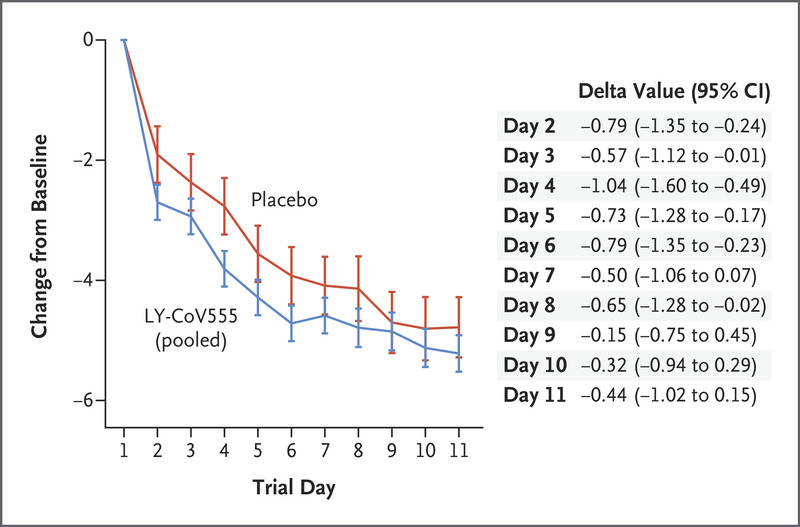 Change from Baseline
0
−2
−4
−6
Placebo
LY-CoV555
(pooled)
1 2 3 4 5 6 7 8 9 10 11
Trial Day
Delta Value (95% CI)
Day 2 −0.79 (−1.35 to −0.24)
Day 3 −0.57 (−1.12 to −0.01)
Day 4 −1.04 (−1.60 to −0.49)
Day 5 −0.73 (−1.28 to −0.17)
Day 6 −0.79 (−1.35 to −0.23)
Day 7 −0.50 (−1.06 to 0.07)
Day 8 −0.65 (−1.28 to −0.02)
Day 9 −0.15 (−0.75 to 0.45)
Day 10 −0.32 (−0.94 to 0.29)
Day 11 −0.44 (−1.02 to 0.15)